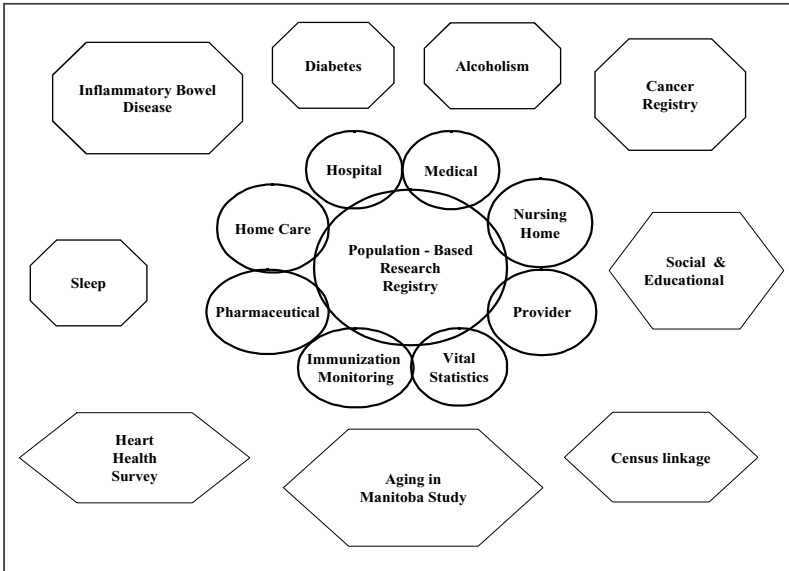 Diabetes
Alcoholism
Inflammatory Bowel
Disease
Cancer
Registry
Hospital
Medical
Home Care
Nursing
Home
Population - Based
Research
Registry
Social &
Educational
Sleep
Pharmaceutical
Provider
Immunization
Monitoring
Vital
Statistics
Heart
Health
Survey
Aging in
Manitoba Study
Census linkage